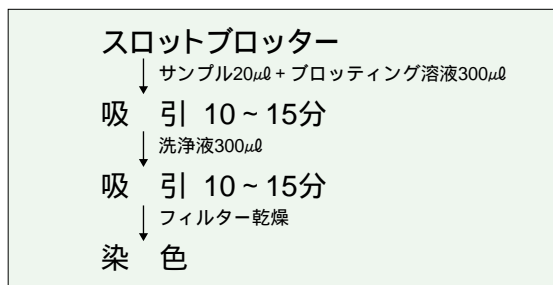 スロットブロッター
サンプル20μℓ + ブロッティング溶液300μℓ
吸　引 10 ~ 15分
洗浄液300μℓ
吸　引 10 ~ 15分
フィルター乾燥
染　色